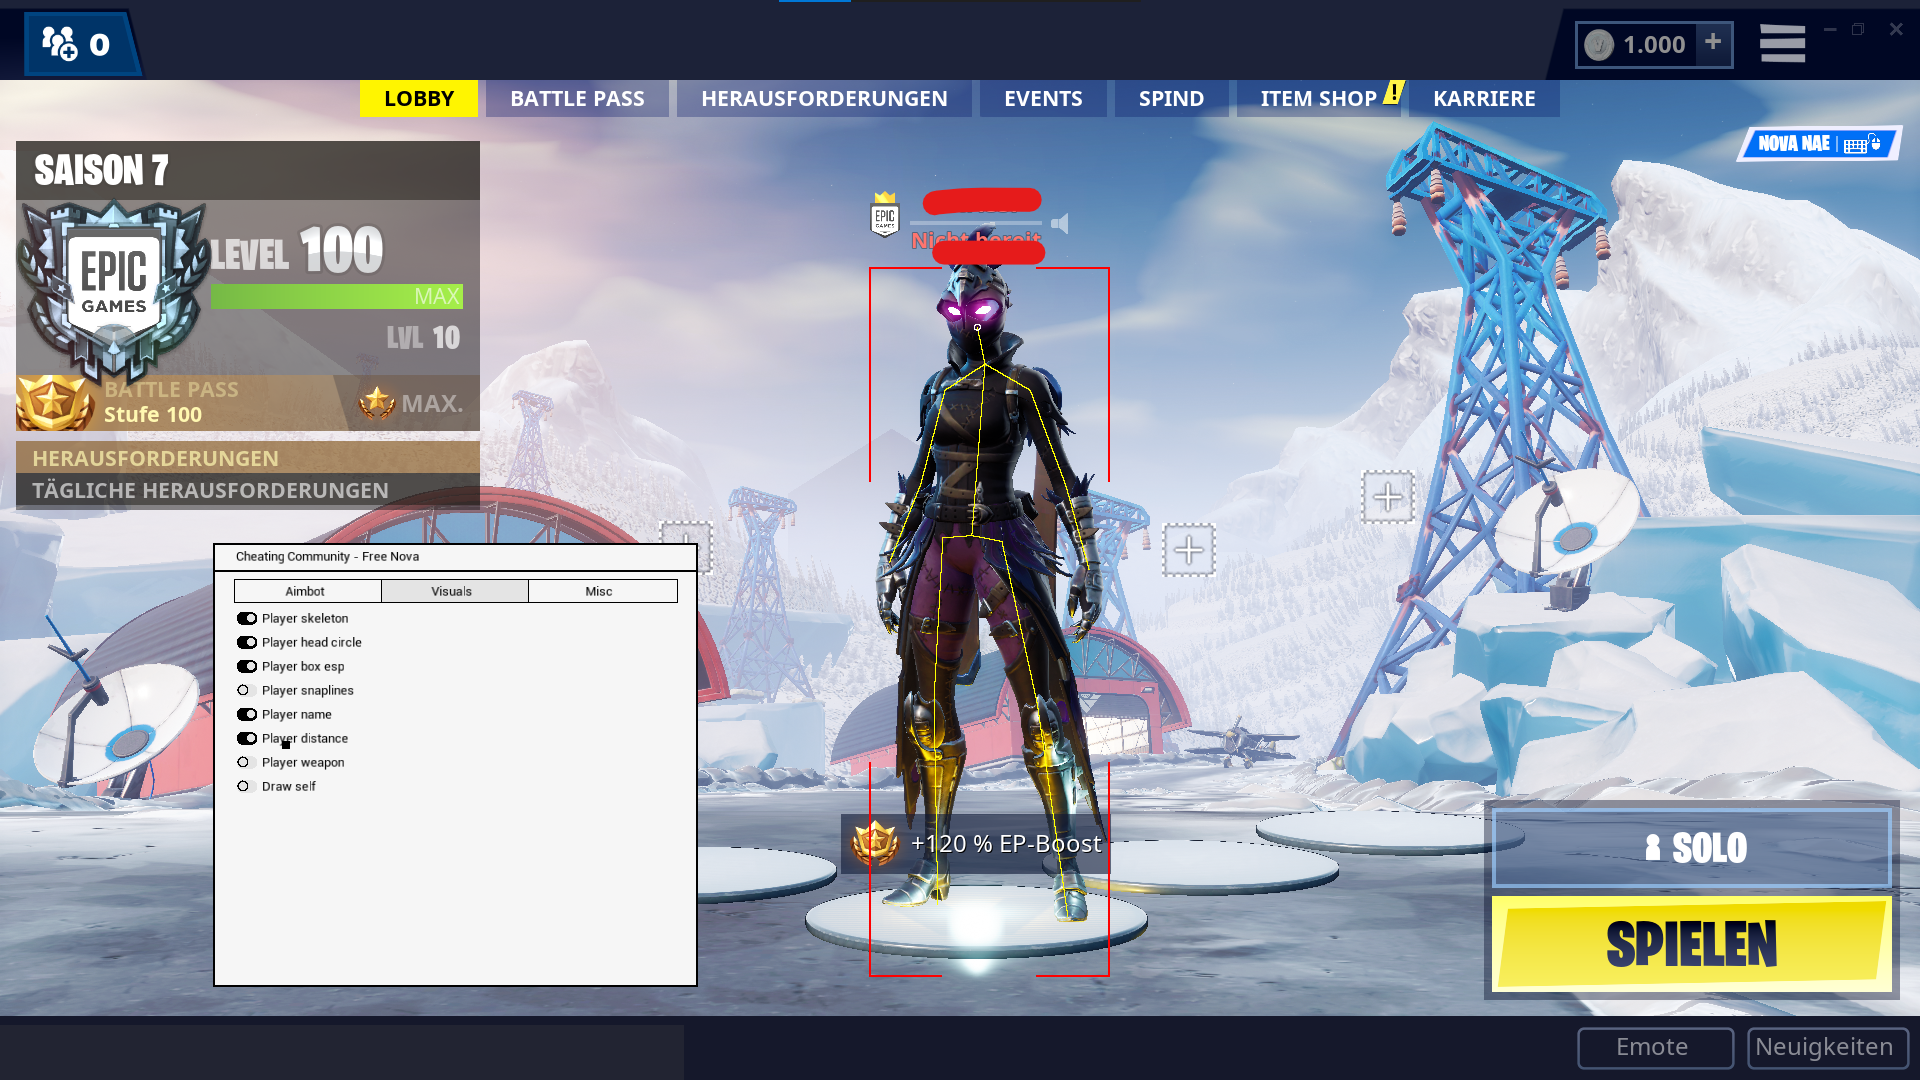 0
1.000
LOBBY
BATTLE PASS
HERAUSFORDERUNGEN
EVENTS
SPIND
ITEM SHOP
!
KARRIERE
NOVA NAE
SAISON 7
EPIC
GAMES
LEVEL 100
MAX
LVL 10
BATTLE PASS
Stufe 100
MAX.
HERAUSFORDERUNGEN
TÄGLICHE HERAUSFORDERUNGEN
EPIC
GAMES
Nicht bereit
Cheating Community - Free Nova
Aimbot
Visuals
Misc
Player skeleton
Player head circle
Player box esp
Player snaplines
Player name
Player distance
Player weapon
Draw self
+120 % EP-Boost
SOLO
SPIELEN
Emote
Neuigkeiten